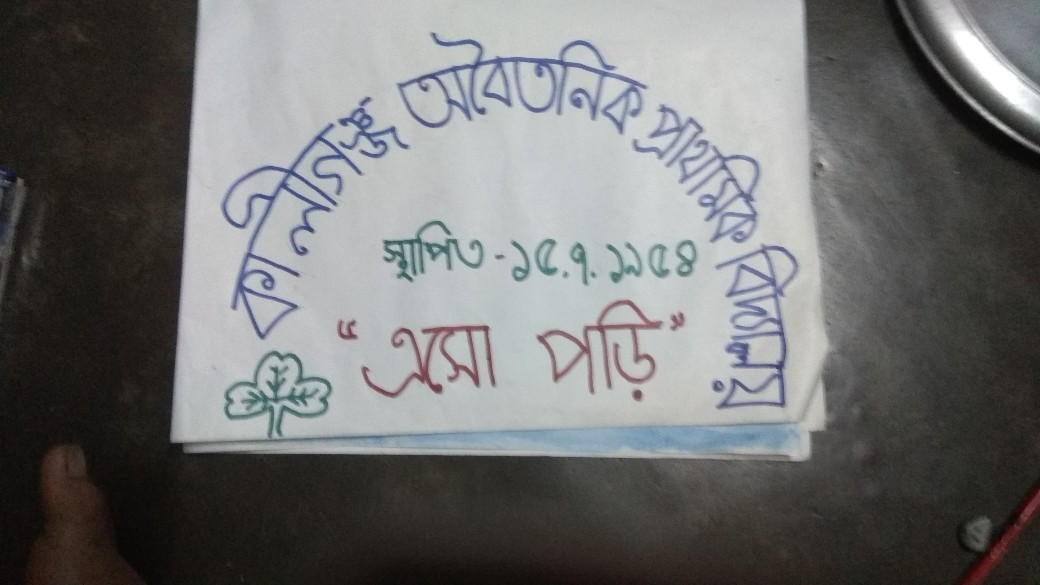 কালিগঞ্জ অবৈতনিক প্রাথমিক বিদ্যালয়
স্থাপিত - ১৫.৭.১৯৫৪
“এসো পড়ি”